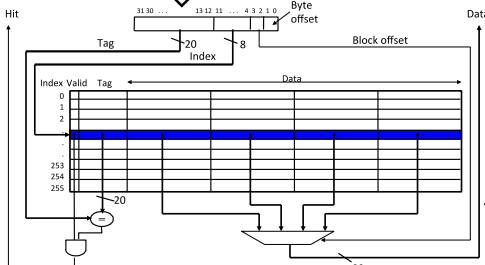 Hit
Data
31 30 ... 13 12 11 ... 4 3 2 1 0
Byte
offset
Tag
20
8
Block offset
Index
Index Valid Tag
Data
0
1
2
.
.
.
253
254
255
20
=